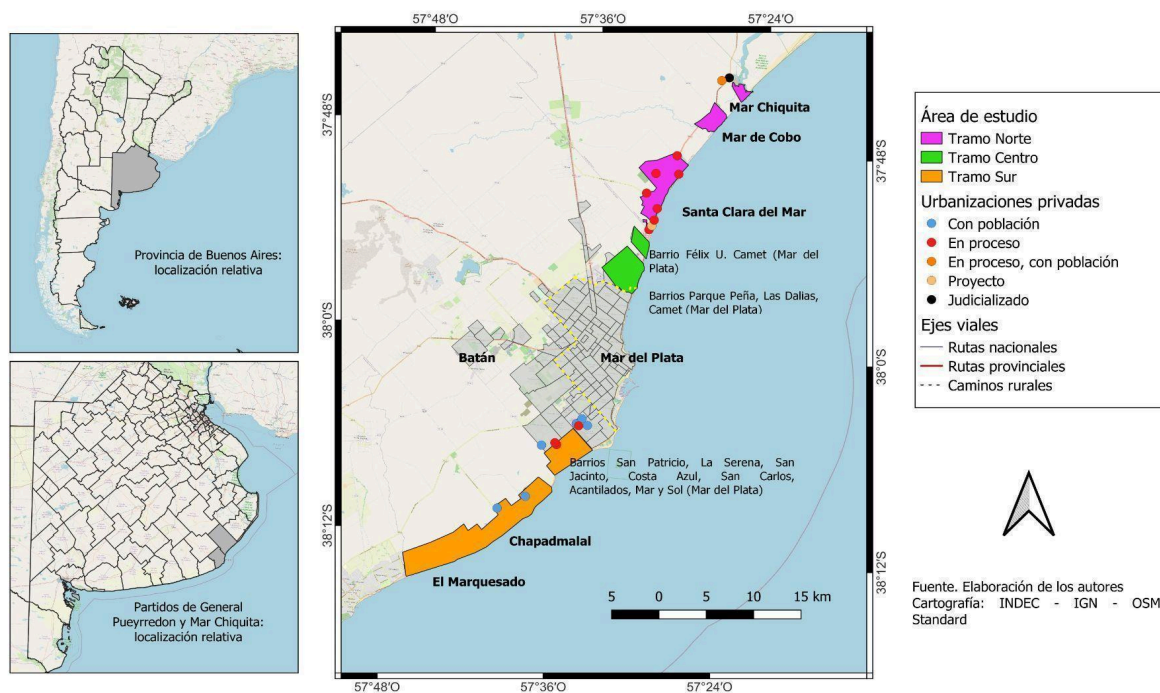 Provincia de Buenos Aires:
localización relativa
Partidos de General
Pueyrredon y Mar Chiquita:
localización relativa
57°48'O
57°36'O
57°24'O
37°48'S
38°0'S
38°12'S
37°48'S
38°0'S
38°12'S
57°48'O
57°36'O
57°24'O
Mar Chiquita
Mar de Cobo
Santa Clara del Mar
Barrio Félix U. Camet (Mar del
Plata)
Barrios Parque Peña, Las Dalias,
Camet (Mar del Plata)
Batán
Mar del Plata
Barrios San Patricio, La Serena, San
Jacinto, Costa Azul, San Carlos,
Acantilados, Mar y Sol (Mar del Plata)
Chapadmalal
El Marquesado
5 0 5 10 15 km
Área de estudio
Tramo Norte
Tramo Centro
Tramo Sur
Urbanizaciones privadas
Con población
En proceso
En proceso, con población
Proyecto
Judicializado
Ejes viales
Rutas nacionales
Rutas provinciales
Caminos rurales
Fuente. Elaboración de los autores
Cartografía: INDEC - IGN - OSM
Standard